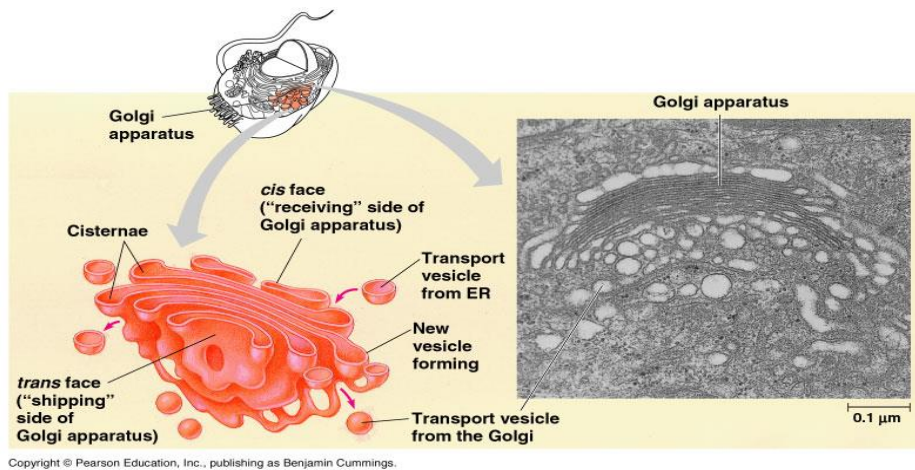 Golgi
apparatus
Golgi apparatus
cis face
("receiving" side of
Golgi apparatus)
Cisternae
Transport
vesicle
from ER
New
vesicle
forming
trans face
("shipping"
side of
Golgi apparatus)
Transport vesicle
from the Golgi
0.1 μm
Copyright © Pearson Education, Inc., publishing as Benjamin Cummings.